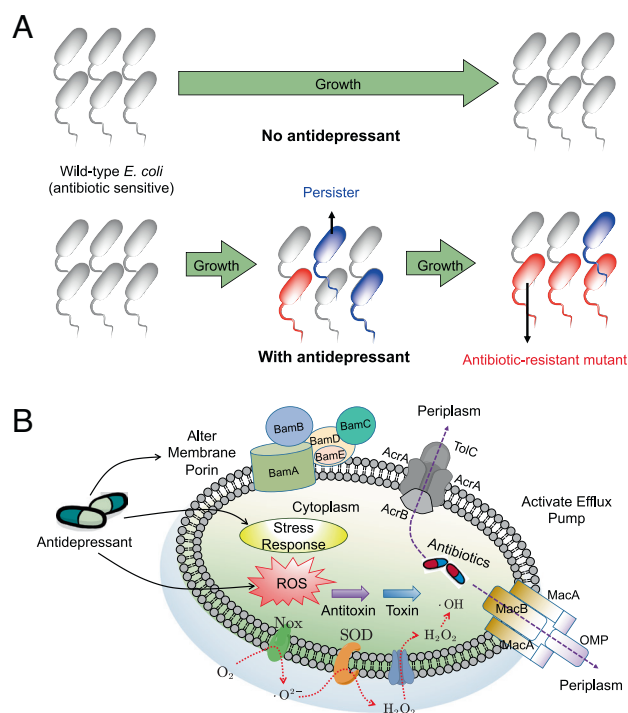 A
Growth
No antidepressant
Wild-type E. coli
(antibiotic sensitive)
Persister
Growth
Growth
With antidepressant
Antibiotic-resistant mutant
B
Alter
Membrane
Porin
BamB
BamD
BamC
BamE
BamA
Periplasm
AcrA
TolC
AcrA
AcrB
Activate Efflux
Pump
Antidepressant
Cytoplasm
Stress
Response
Antibiotics
ROS
Antitoxin
Toxin
·OH
MacA
MacB
MacA
OMP
Periplasm
Nox
SOD
H2O2
O2
·O2−
H2O2